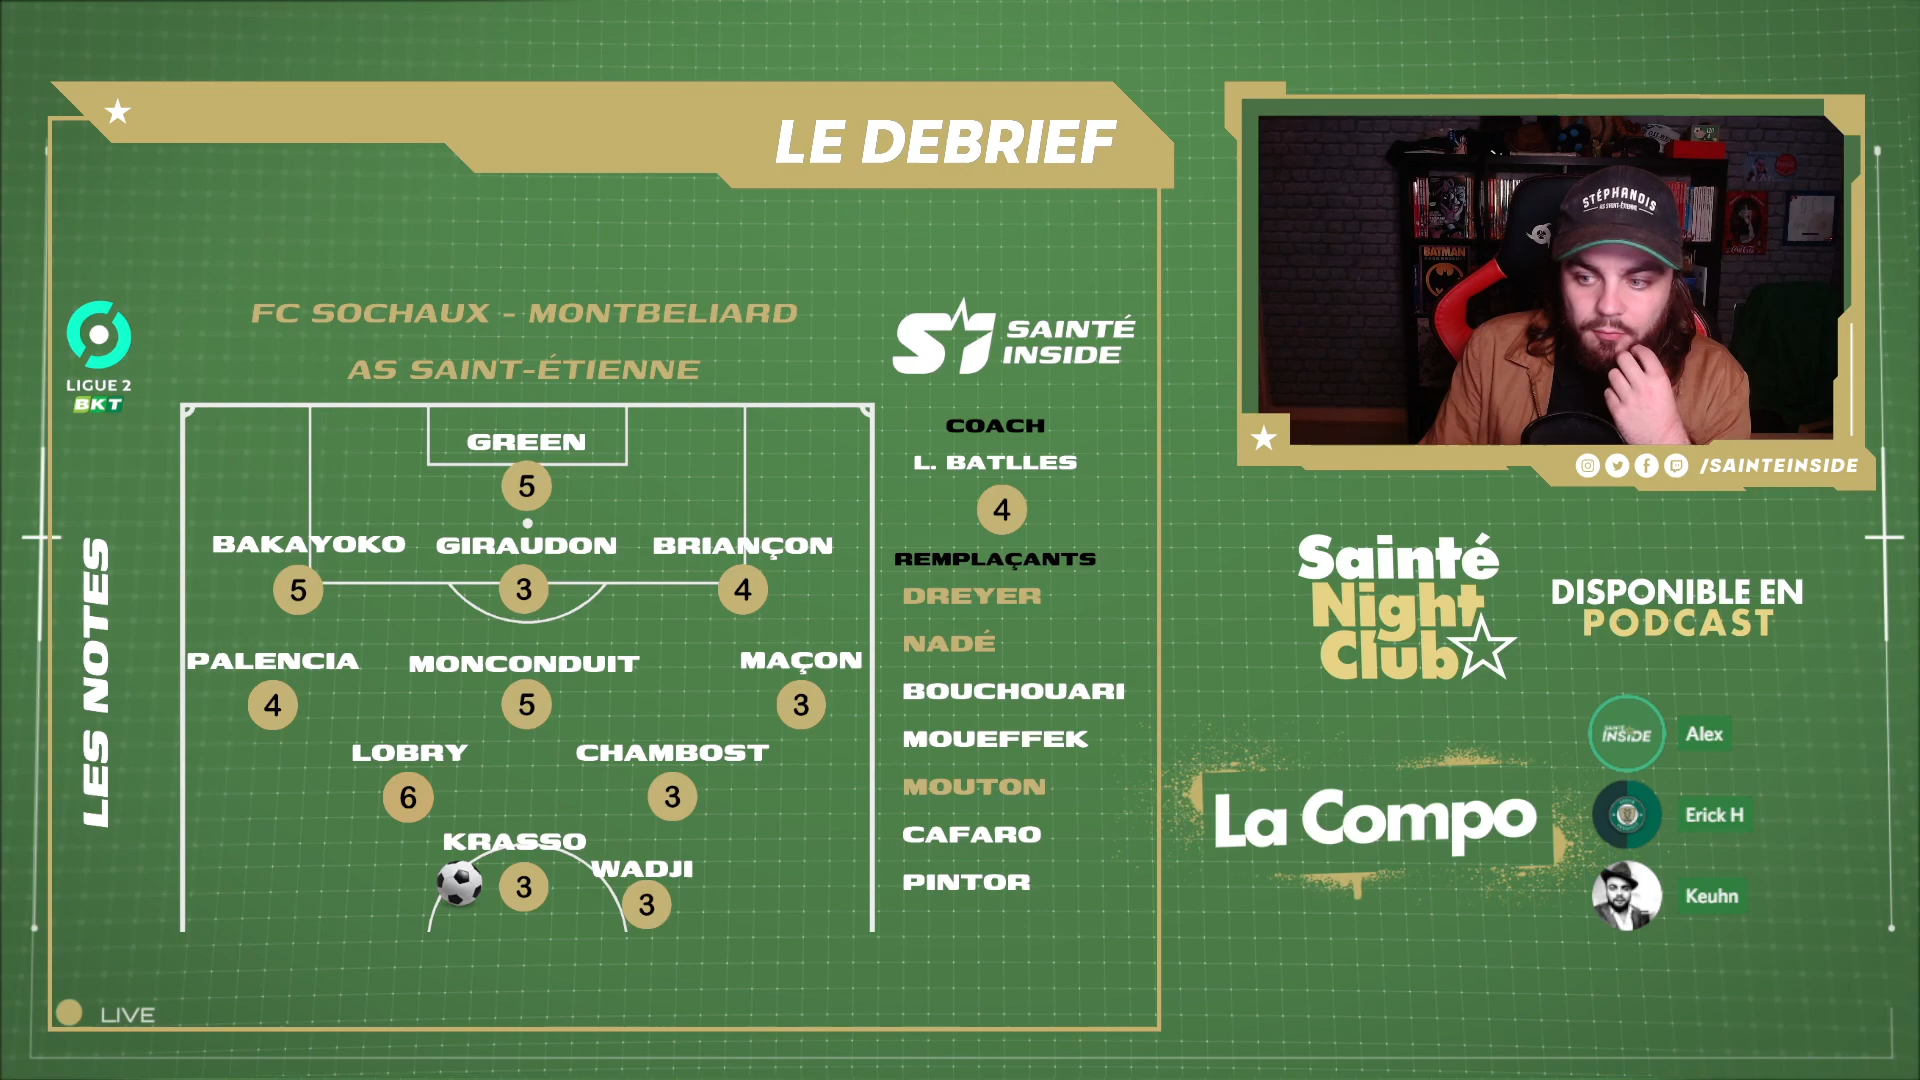 LE DEBRIEF
FC SOCHAUX - MONTBELIARD
AS SAINT-ÉTIENNE
LIGUE 2
BKT
SAINTÉ
INSIDE
LES NOTES
GREEN
5
BAKAYOKO
5
GIRAUDON
3
BRIANÇON
4
PALENCIA
4
MONCONDUIT
5
MAÇON
3
LOBRY
6
CHAMBOST
3
KRASSO
3
WADJI
3
COACH
L. BATLLES
4
REMPLAÇANTS
DREYER
NADÉ
BOUCHOUARI
MOUEFFEK
MOUTON
CAFARO
PINTOR
LIVE
STÉPHANOIS
AS SAINT-ÉTIENNE
BATMAN
/SAINTEINSIDE
Sainté
Night
Club
DISPONIBLE EN
PODCAST
La Compo
INSIDE
Alex
Erick H
Keuhn